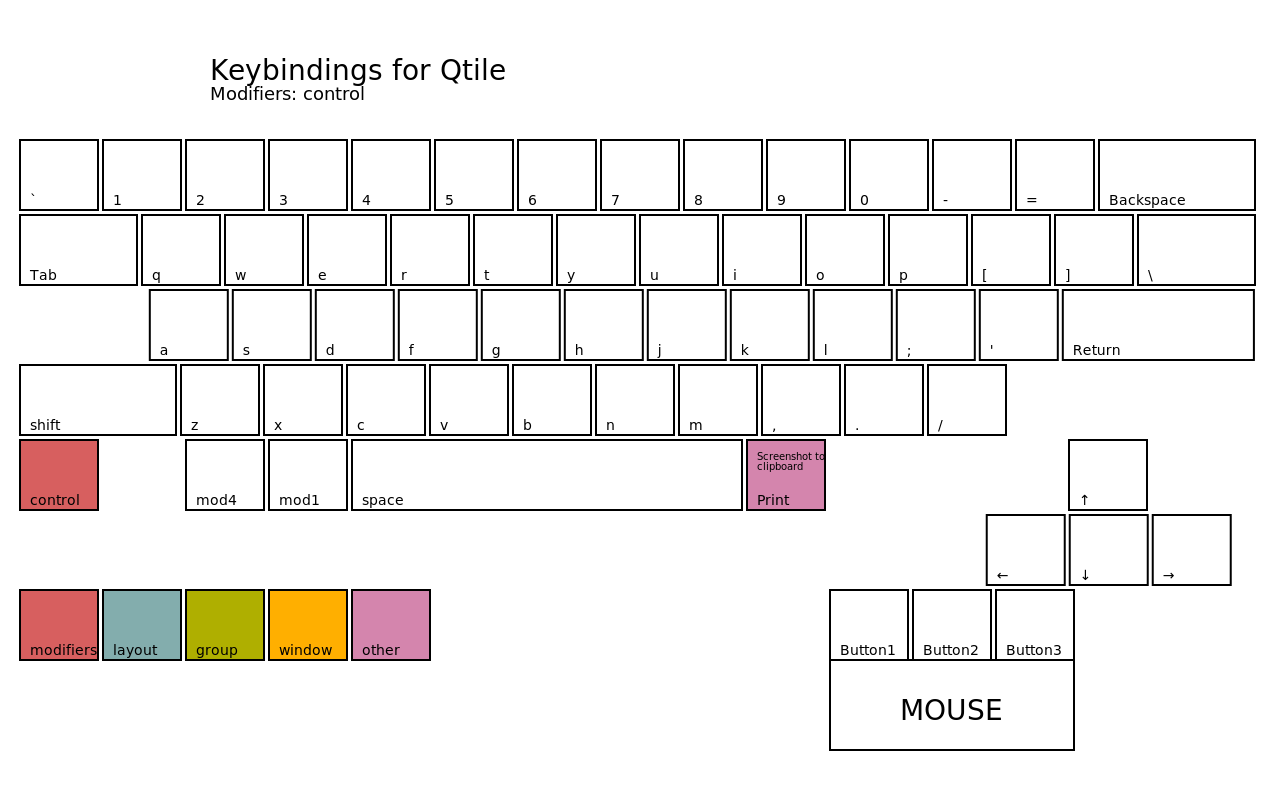 Keybindings for Qtile
Modifiers: control
` 1 2 3 4 5 6 7 8 9 0 - = Backspace
Tab q w e r t y u i o p [ ] \
a s d f g h j k l ; ' Return
shift z x c v b n m , . /
Screenshot to
clipboard
control mod4 mod1 space Print ↑
← ↓ →
modifiers layout group window other Button1 Button2 Button3
MOUSE